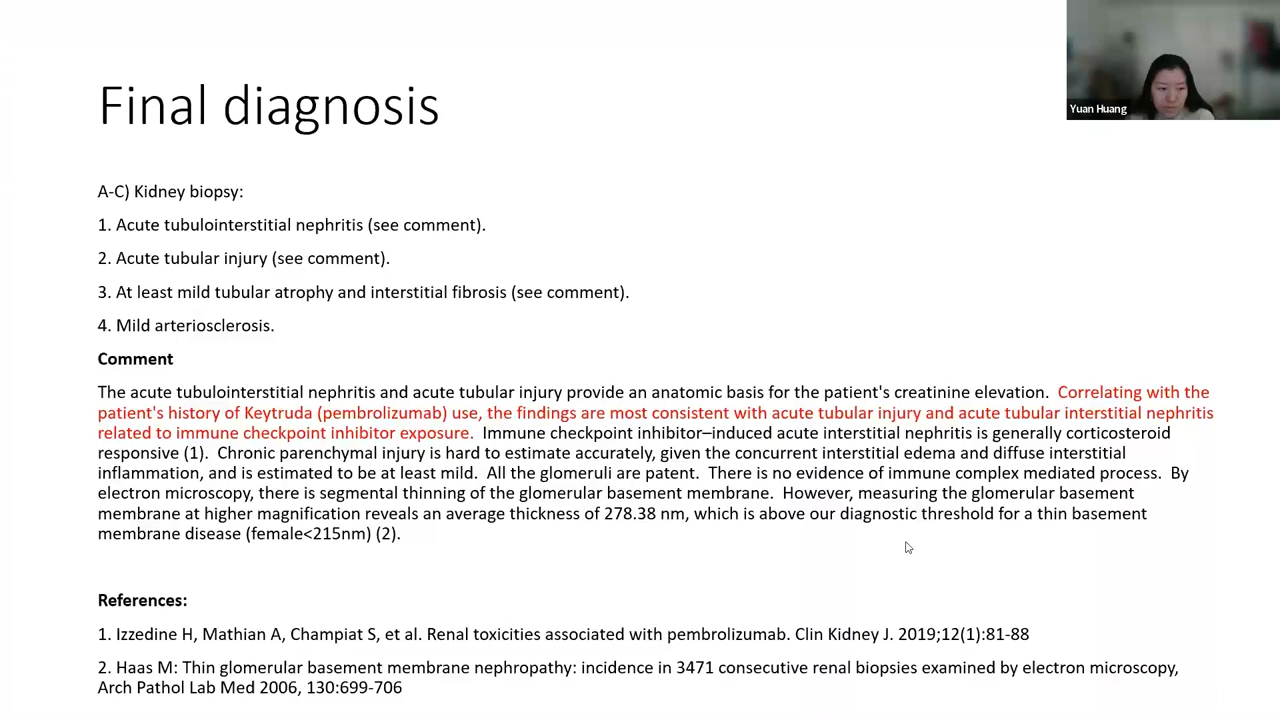 Final diagnosis
Yuan Huang
A-C) Kidney biopsy:
1. Acute tubulointerstitial nephritis (see comment).
2. Acute tubular injury (see comment).
3. At least mild tubular atrophy and interstitial fibrosis (see comment).
4. Mild arteriosclerosis.
Comment
The acute tubulointerstitial nephritis and acute tubular injury provide an anatomic basis for the patient's creatinine elevation.  Correlating with the
patient's history of Keytruda (pembrolizumab) use, the findings are most consistent with acute tubular injury and acute tubular interstitial nephritis
related to immune checkpoint inhibitor exposure.  Immune checkpoint inhibitor–induced acute interstitial nephritis is generally corticosteroid
responsive (1).  Chronic parenchymal injury is hard to estimate accurately, given the concurrent interstitial edema and diffuse interstitial
inflammation, and is estimated to be at least mild.  All the glomeruli are patent.  There is no evidence of immune complex mediated process.  By
electron microscopy, there is segmental thinning of the glomerular basement membrane.  However, measuring the glomerular basement
membrane at higher magnification reveals an average thickness of 278.38 nm, which is above our diagnostic threshold for a thin basement
membrane disease (female<215nm) (2).
References:
1. Izzedine H, Mathian A, Champiat S, et al. Renal toxicities associated with pembrolizumab. Clin Kidney J. 2019;12(1):81-88
2. Haas M: Thin glomerular basement membrane nephropathy: incidence in 3471 consecutive renal biopsies examined by electron microscopy,
Arch Pathol Lab Med 2006, 130:699-706